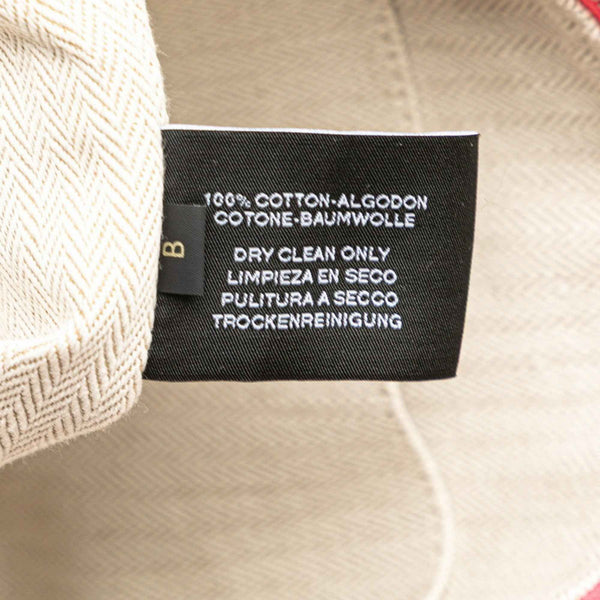 100% COTTON-ALGODON
COTONE-BAUMWOLLE
DRY CLEAN ONLY
LIMPIEZA EN SECO
PULITURA A SECCO
TROCKENREINIGUNG
B